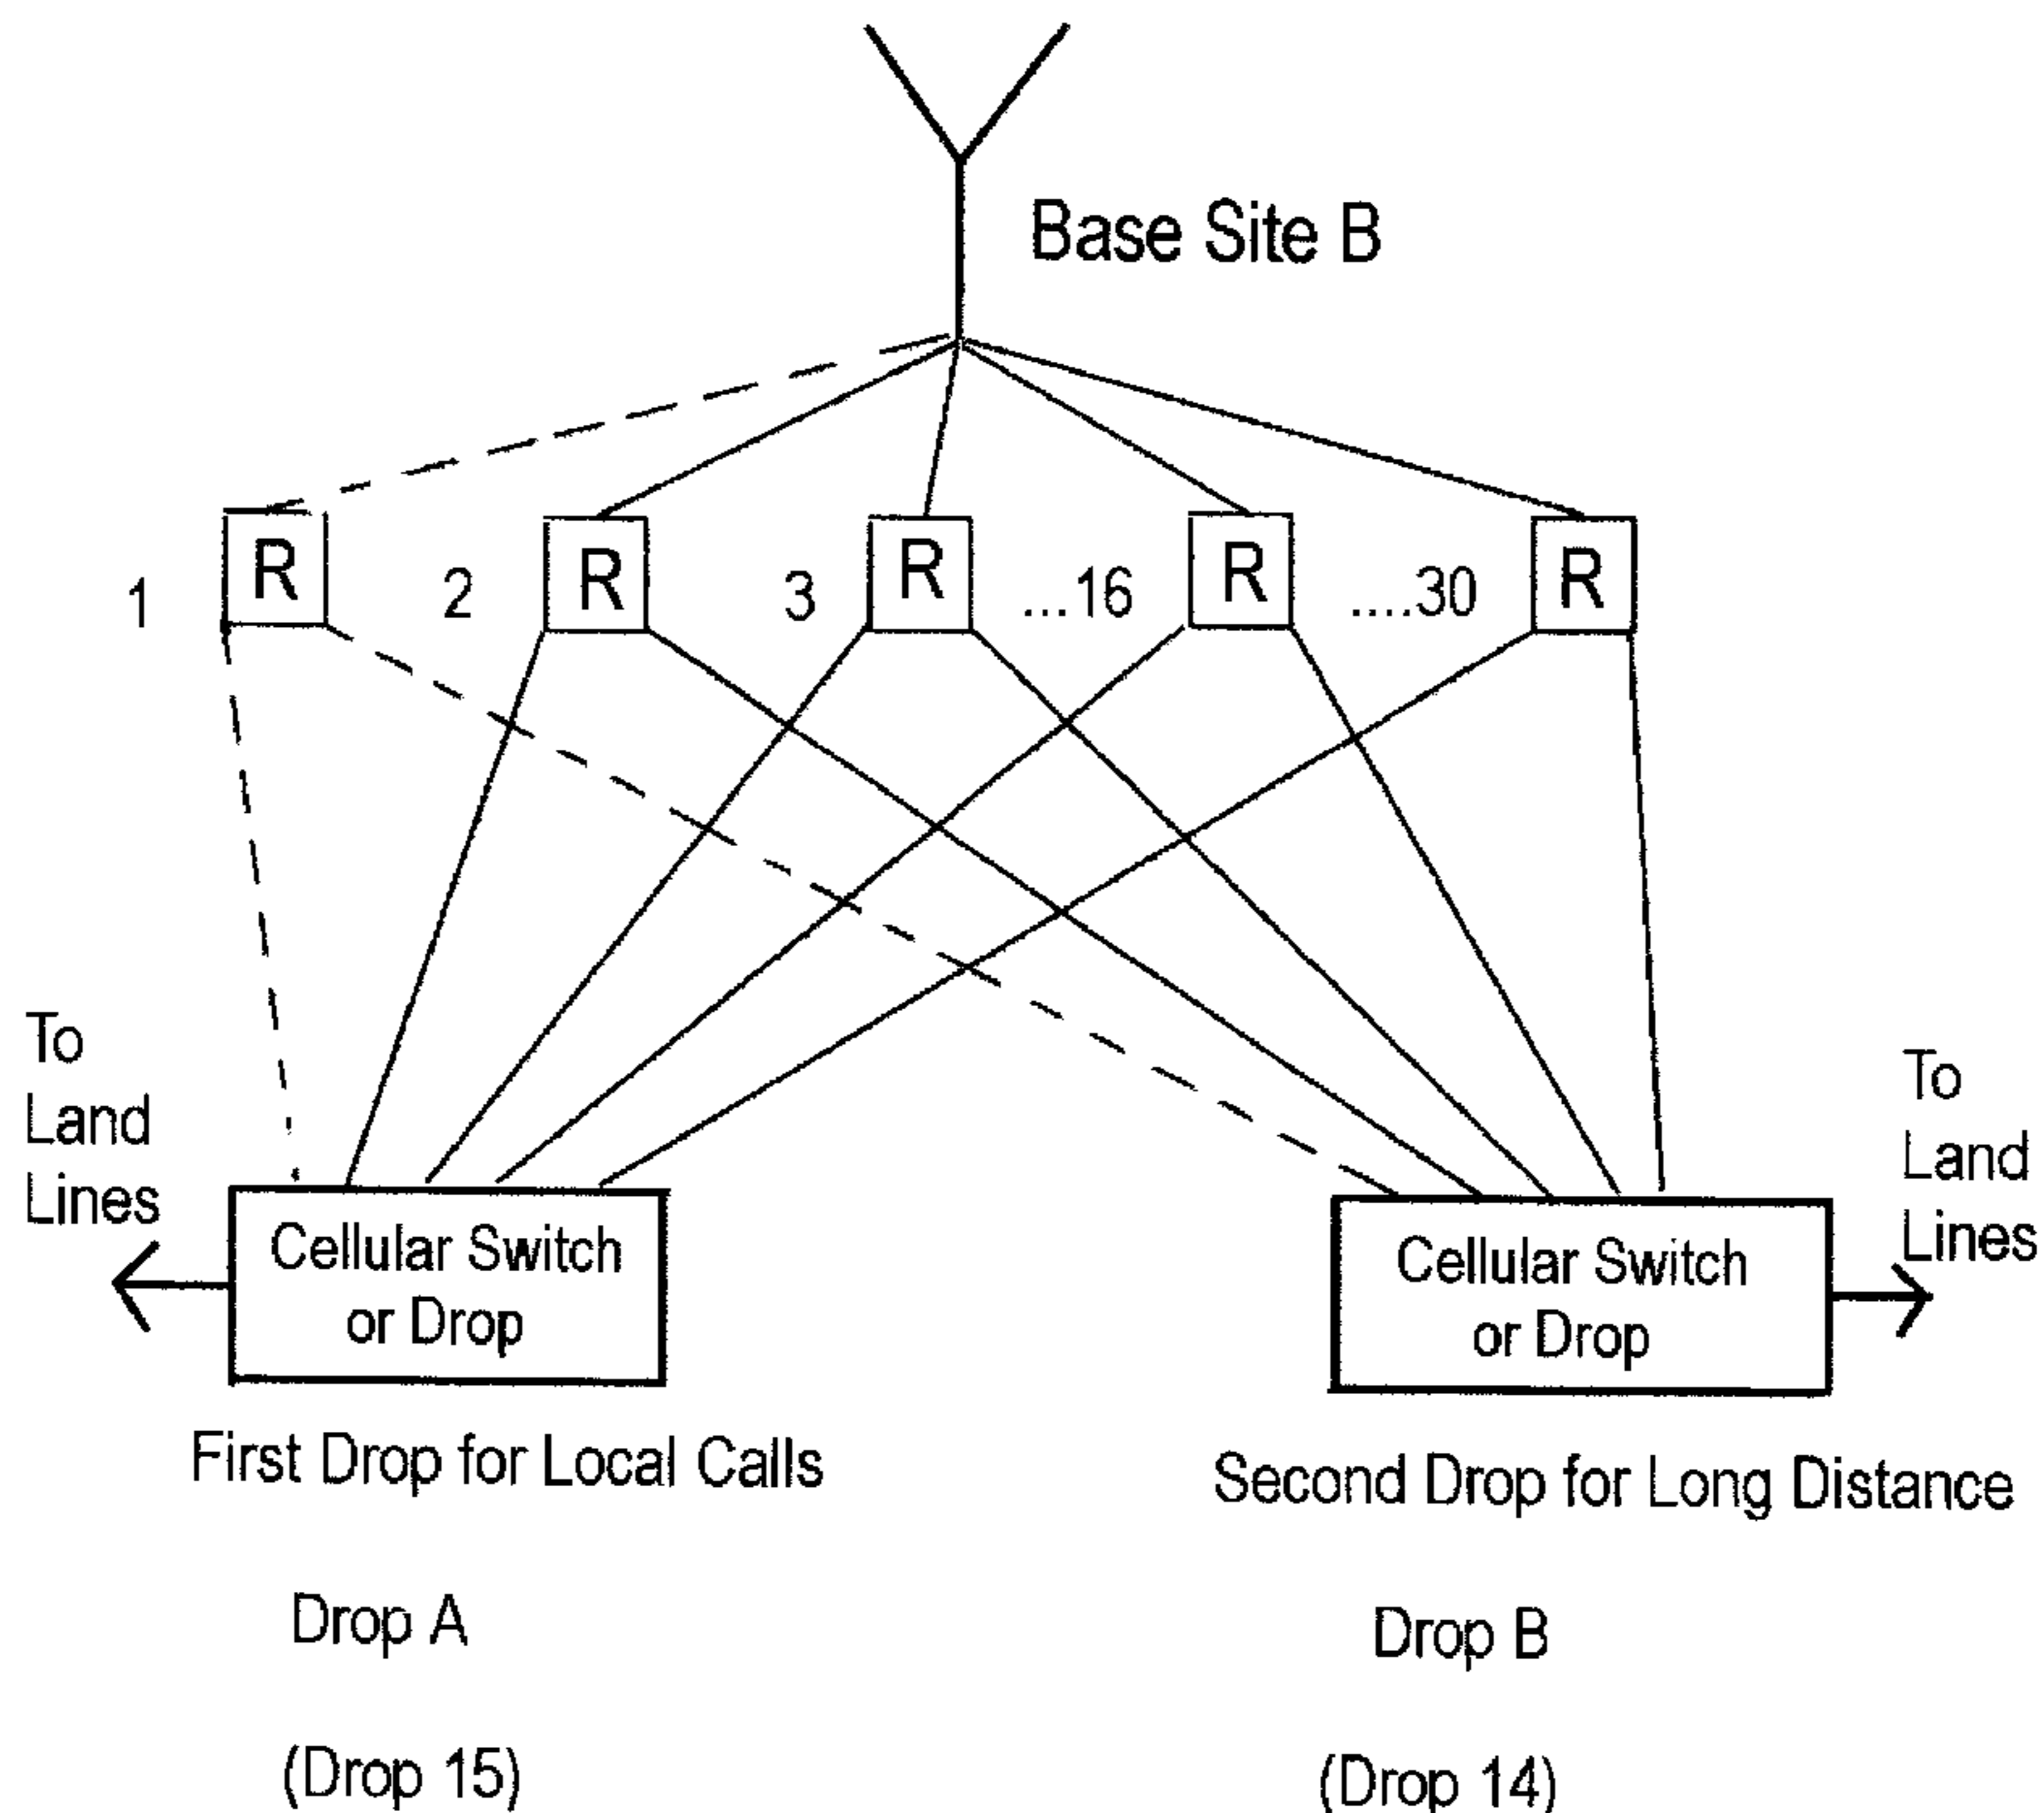 Base Site B
1 R 2 R 3 R ...16 R ....30 R
To
Land
Lines
To
Land
Lines
Cellular Switch
or Drop
Cellular Switch
or Drop
First Drop for Local Calls
Second Drop for Long Distance
Drop A
Drop B
(Drop 15)
(Drop 14)